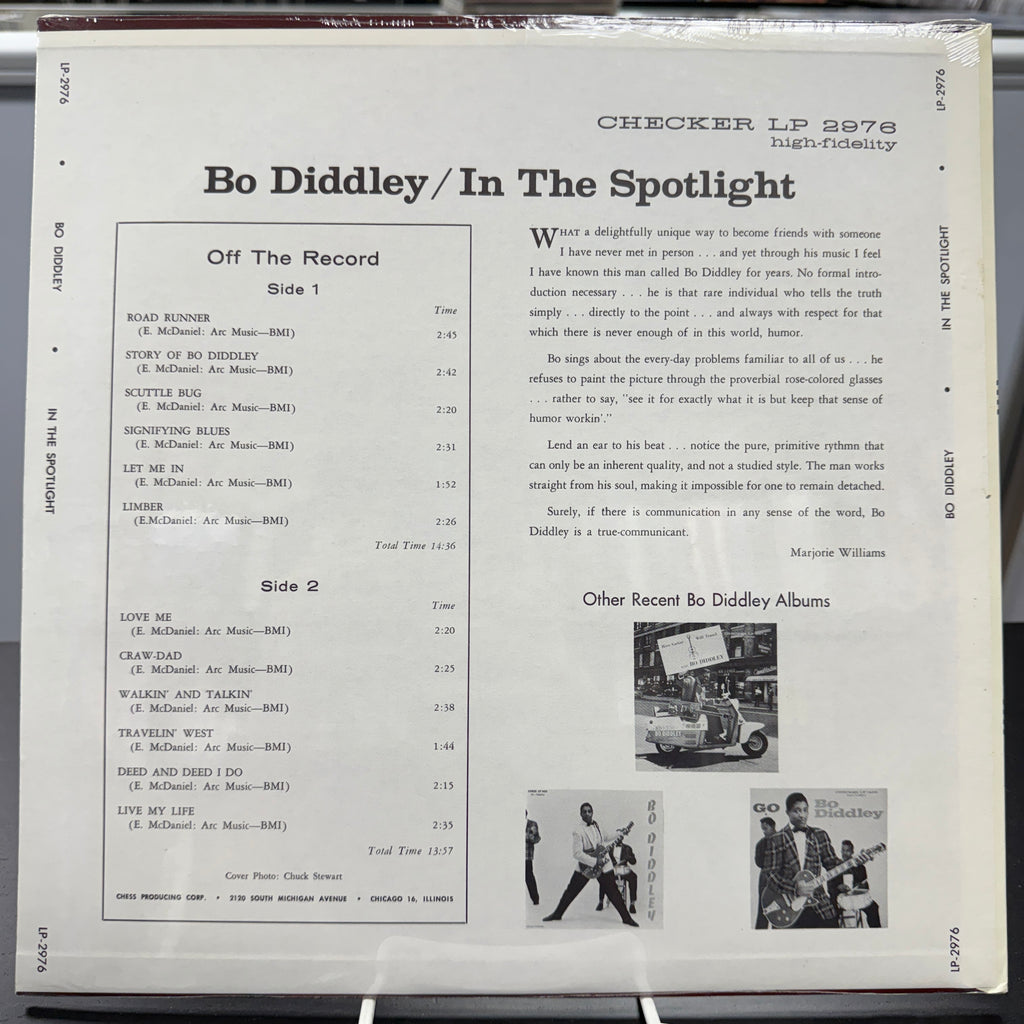 LP-2976
LP-2976
CHECKER LP 2976
high-fidelity
Bo Diddley/In The Spotlight
BO DIDDLEY
IN THE SPOTLIGHT
IN THE SPOTLIGHT
BO DIDDLEY
Off The Record
Side 1
Time
ROAD RUNNER
(E. McDaniel: Arc Music—BMI) 2:45
STORY OF BO DIDDLEY
(E. McDaniel: Arc Music—BMI) 2:42
SCUTTLE BUG
(E. McDaniel: Arc Music—BMI) 2:20
SIGNIFYING BLUES
(E. McDaniel: Arc Music—BMI) 2:31
LET ME IN
(E. McDaniel: Arc Music—BMI) 1:52
LIMBER
(E.McDaniel: Arc Music—BMI) 2:26
Total Time 14:36
Side 2
Time
LOVE ME
(E. McDaniel: Arc Music—BMI) 2:20
CRAW-DAD
(E. McDaniel: Arc Music—BMI) 2:25
WALKIN' AND TALKIN'
(E. McDaniel: Arc Music—BMI) 2:38
TRAVELIN' WEST
(E. McDaniel: Arc Music—BMI) 1:44
DEED AND DEED I DO
(E. McDaniel: Arc Music—BMI) 2:15
LIVE MY LIFE
(E. McDaniel: Arc Music—BMI) 2:35
Total Time 13:57
Cover Photo: Chuck Stewart
CHESS PRODUCING CORP. • 2120 SOUTH MICHIGAN AVENUE • CHICAGO 16, ILLINOIS
WHAT a delightfully unique way to become friends with someone
I have never met in person . . . and yet through his music I feel
I have known this man called Bo Diddley for years. No formal intro-
duction necessary . . . he is that rare individual who tells the truth
simply . . . directly to the point . . . and always with respect for that
which there is never enough of in this world, humor.
Bo sings about the every-day problems familiar to all of us . . . he
refuses to paint the picture through the proverbial rose-colored glasses
. . . rather to say, "see it for exactly what it is but keep that sense of
humor workin'."
Lend an ear to his beat . . . notice the pure, primitive rythmn that
can only be an inherent quality, and not a studied style. The man works
straight from his soul, making it impossible for one to remain detached.
Surely, if there is communication in any sense of the word, Bo
Diddley is a true-communicant.
Marjorie Williams
Other Recent Bo Diddley Albums
BO DIDDLEY
BO DIDDLEY
BO DIDDLEY
GO Bo
Diddley
LP-2976
LP-2976